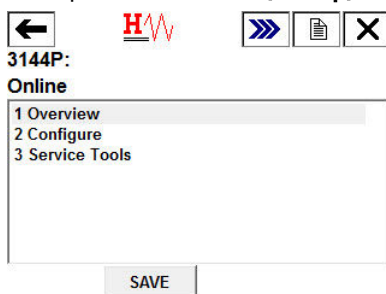 H
3144P:
Online
1 Overview
2 Configure
3 Service Tools
SAVE